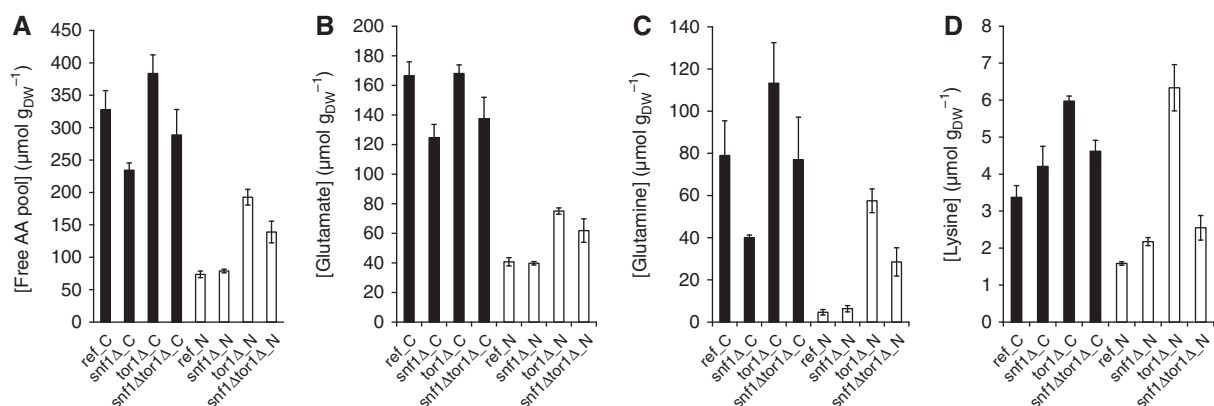 A
[Free AA pool] (µmol gDW⁻¹)
450
400
350
300
250
200
150
100
50
0
ref_C
snf1Δ_C
tor1Δ_C
snf1Δtor1Δ_C
ref_N
snf1Δ_N
tor1Δ_N
snf1Δtor1Δ_N
B
[Glutamate] (µmol gDW⁻¹)
200
180
160
140
120
100
80
60
40
20
0
ref_C
snf1Δ_C
tor1Δ_C
snf1Δtor1Δ_C
ref_N
snf1Δ_N
tor1Δ_N
snf1Δtor1Δ_N
C
[Glutamine] (µmol gDW⁻¹)
140
120
100
80
60
40
20
0
ref_C
snf1Δ_C
tor1Δ_C
snf1Δtor1Δ_C
ref_N
snf1Δ_N
tor1Δ_N
snf1Δtor1Δ_N
D
[Lysine] (µmol gDW⁻¹)
8
7
6
5
4
3
2
1
0
ref_C
snf1Δ_C
tor1Δ_C
snf1Δtor1Δ_C
ref_N
snf1Δ_N
tor1Δ_N
snf1Δtor1Δ_N